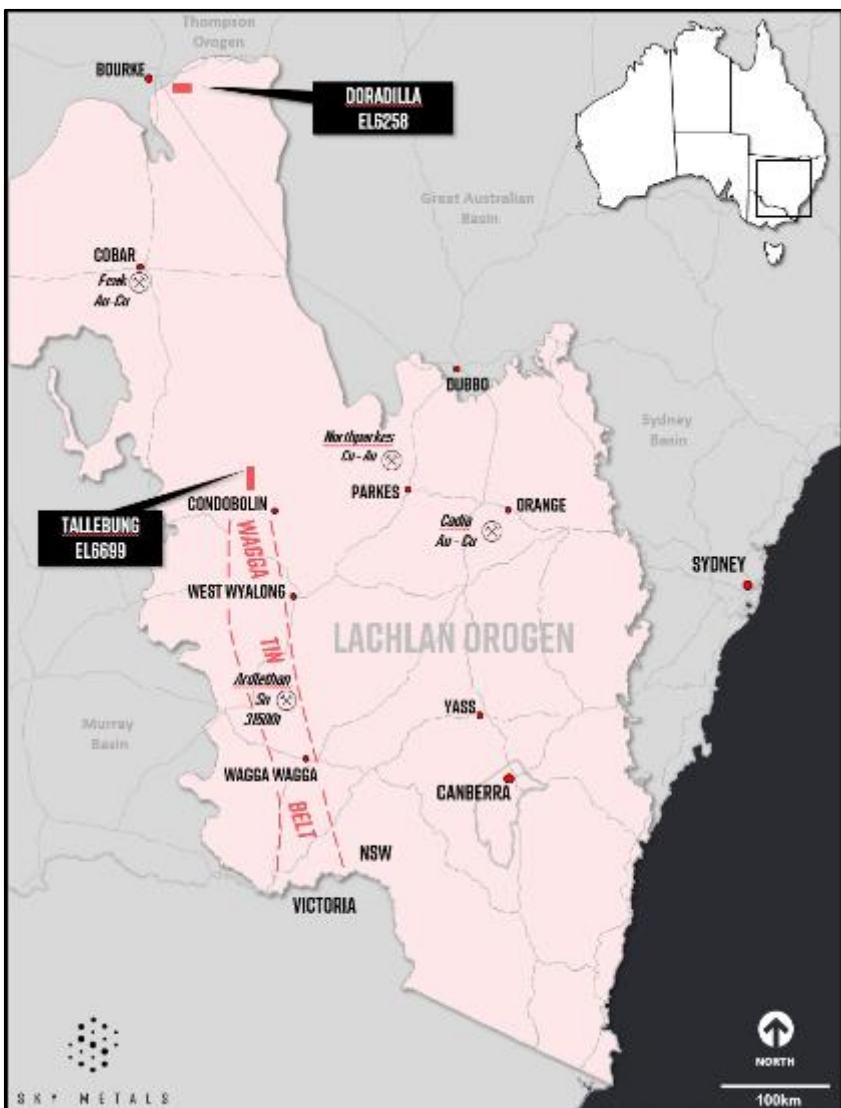 Thompson
Orogen
BOURKE
DORADILLA
EL6258
Great Australian
Basin
COBAR
Au-Cu
DUBBO
Sydney
Basin
Northparkes
Cu - Au
PARKES
CONDOBOLIN
ORANGE
TALLEBUNG
EL6699
Cadia
Au - Cu
WAGGA
SYDNEY
WEST WYALONG
LACHLAN OROGEN
TIN
Ardlethan
Sn
YASS
Murray
Basin
WAGGA WAGGA
CANBERRA
BELT
NSW
VICTORIA
NORTH
SKY METALS
100km